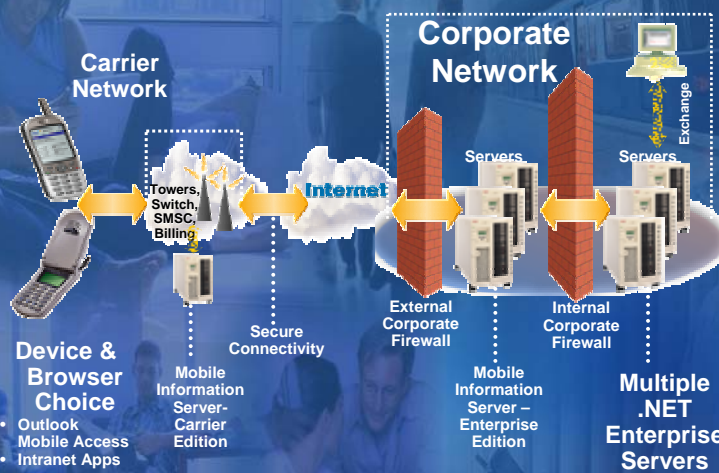 Corporate
Network
Carrier
Network
Exchange
Servers
Servers
Towers,
Switch,
SMSC,
Billing
Internet
External
Corporate
Firewall
Internal
Corporate
Firewall
Secure
Connectivity
Device &
Browser
Choice
• Outlook
Mobile Access
• Intranet Apps
Mobile
Information
Server-
Carrier
Edition
Mobile
Information
Server –
Enterprise
Edition
Multiple
.NET
Enterprise
Servers